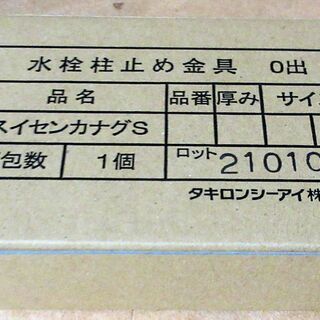 水栓柱止め金具 0出
品名 品番 厚み サイ
スイセンカナグS
包数 1個 ロット 21010
タキロンシーアイ株